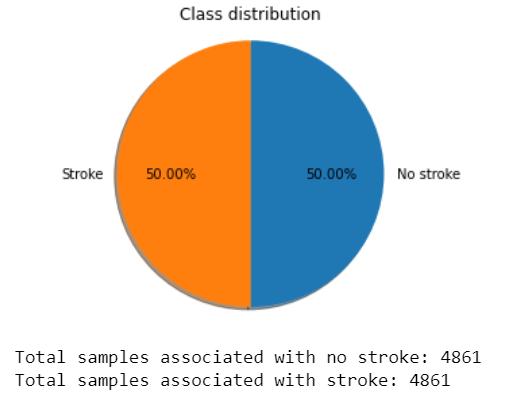 Class distribution
Stroke 50.00% 50.00% No stroke
Total samples associated with no stroke: 4861
Total samples associated with stroke: 4861